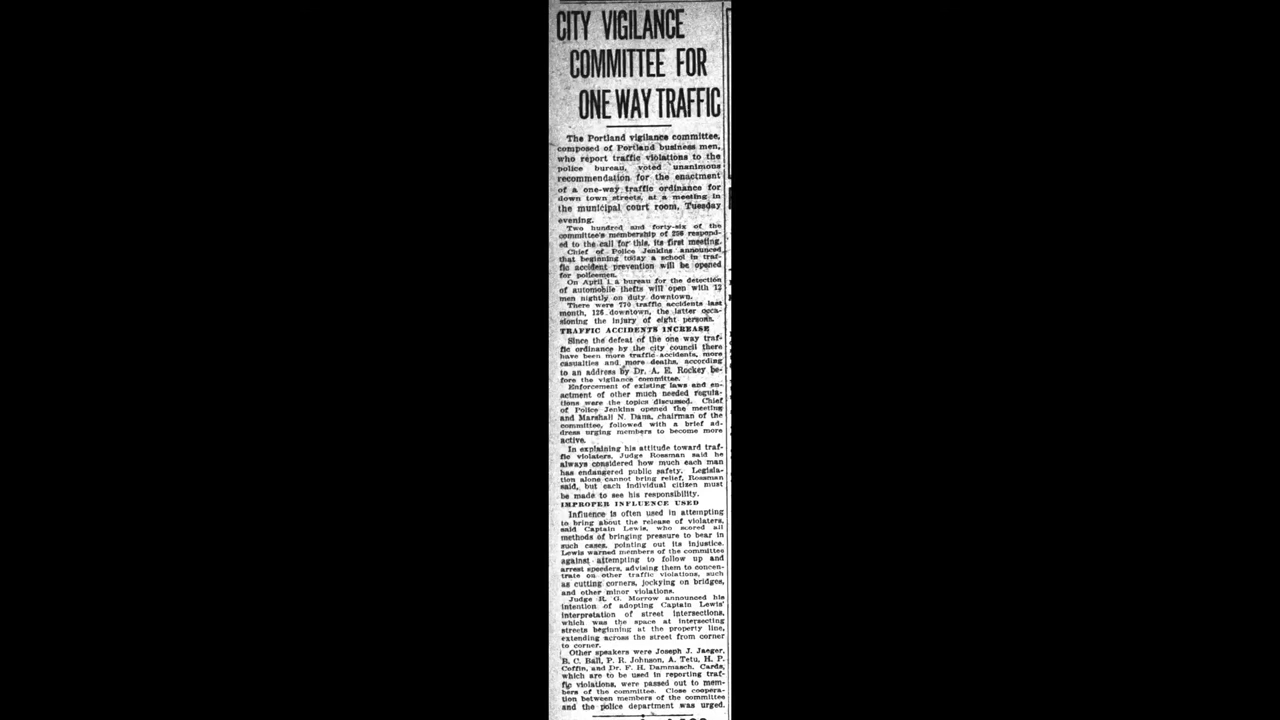 CITY VIGILANCE
COMMITTEE FOR
ONE WAY TRAFFIC
The Portland vigilance committee,
composed of Portland business men,
who report traffic violations to the
police bureau, voted unanimous
recommendation for the enactment
of a one-way traffic ordinance for
down town streets, at a meeting in
the municipal court room, Tuesday
evening.
Two hundred and forty-six of the
committee's membership of 256 respond-
ed to the call for this, its first meeting.
Chief of Police Jenkins announced
that beginning today a school in traf-
fic accident prevention will be opened
for policemen.
On April 1 a bureau for the detection
of automobile thefts will open with 12
men nightly on duty downtown.
There were 770 traffic accidents last
month, 126 downtown, the latter occa-
sioning the injury of eight persons.
TRAFFIC ACCIDENTS INCREASE
Since the defeat of the one way traf-
fic ordinance by the city council there
have been more traffic accidents, more
casualties and more deaths, according
to an address by Dr. A. E. Rockey be-
fore the vigilance committee.
Enforcement of existing laws and en-
actment of other much needed regula-
tions were the topics discussed. Chief
of Police Jenkins opened the meeting
and Marshall N. Dana, chairman of the
committee, followed with a brief ad-
dress urging members to become more
active.
In explaining his attitude toward traf-
fic violaters, Judge Rossman said he
always considered how much each man
has endangered public safety. Legisla-
tion alone cannot bring relief, Rossman
said, but each individual citizen must
be made to see his responsibility.
IMPROPER INFLUENCE USED
Influence is often used in attempting
to bring about the release of violaters,
said Captain Lewis, who scored all
methods of bringing pressure to bear in
such cases, pointing out its injustice.
Lewis warned members of the committee
against attempting to follow up and
arrest speeders, advising them to concen-
trate on other traffic violations, such
as cutting corners, jockying on bridges,
and other minor violations.
Judge R. G. Morrow announced his
intention of adopting Captain Lewis'
interpretation of street intersections,
which was the space at intersecting
streets beginning at the property line,
extending across the street from corner
to corner.
Other speakers were Joseph J. Jaeger,
B. C. Ball, P. R. Johnson, A. Tetu, H. P.
Coffin, and Dr. F. H. Dammasch. Cards,
which are to be used in reporting traf-
fic violations, were passed out to mem-
bers of the committee. Close coopera-
tion between members of the committee
and the police department was urged.